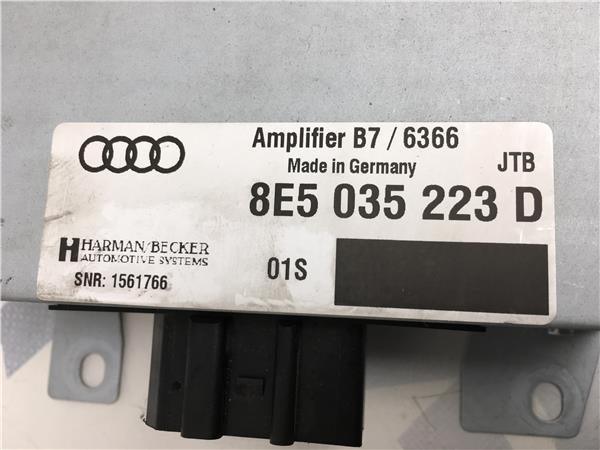 Amplifier B7 / 6366
Made in Germany
JTB
8E5 035 223 D
HARMAN/BECKER
AUTOMOTIVE SYSTEMS
SNR: 1561766
01S